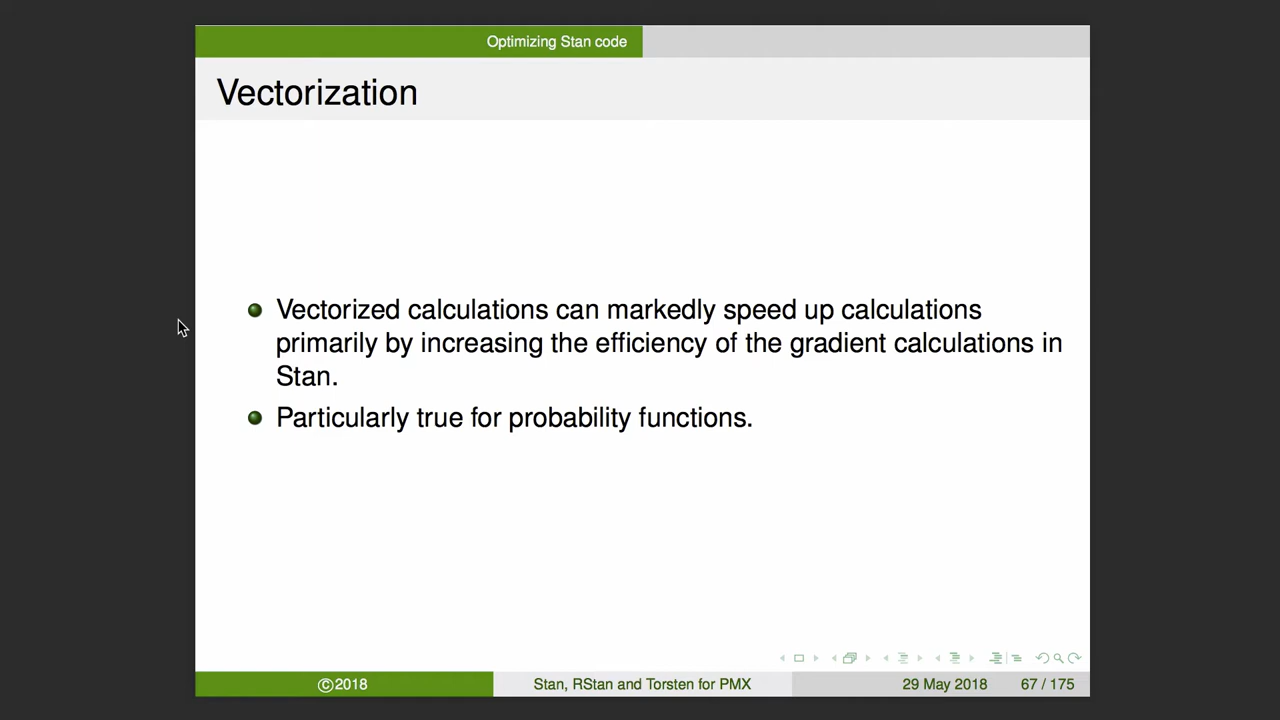 Optimizing Stan code
Vectorization
Vectorized calculations can markedly speed up calculations
primarily by increasing the efficiency of the gradient calculations in
Stan.
Particularly true for probability functions.
©2018
Stan, RStan and Torsten for PMX
29 May 2018
67 / 175